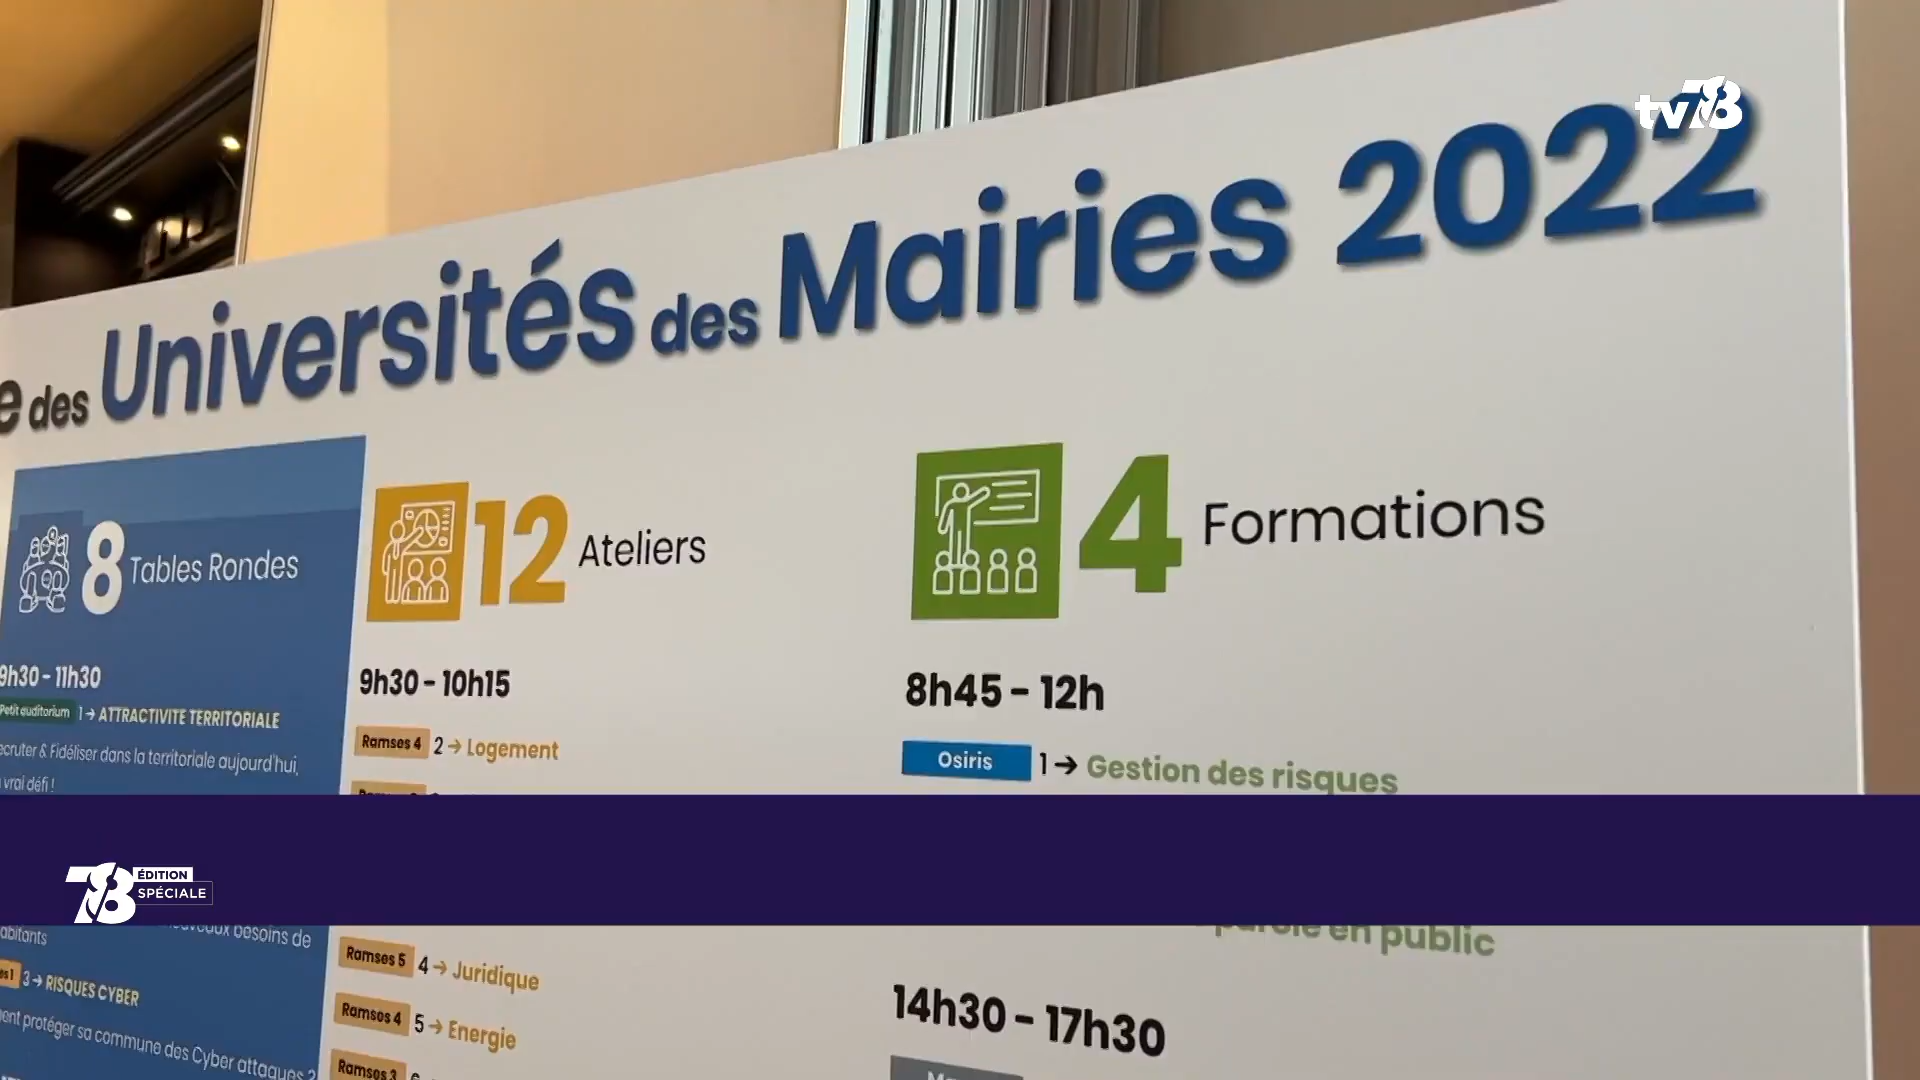 tv78
des Universités des Mairies 2022
8 Tables Rondes
9h30 - 11h30
Petit auditorium 1 → ATTRACTIVITE TERRITORIALE
ecruter & Fidéliser dans la territoriale aujourd'hui,
vrai défi !
abitants
besoins de
3 → RISQUES CYBER
ent protéger sa commune des Cyber attaques ?
12 Ateliers
9h30 - 10h15
Ramses 4 2 → Logement
Ramses 5 4 → Juridique
Ramses 4 5 → Energie
Ramses 3
4 Formations
8h45 - 12h
Osiris 1 → Gestion des risques
parole en public
14h30 - 17h30
78 ÉDITION
SPÉCIALE